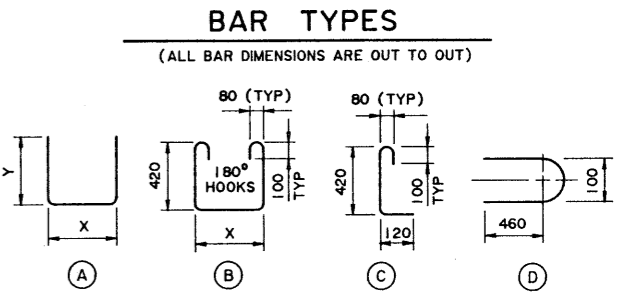 BAR TYPES
(ALL BAR DIMENSIONS ARE OUT TO OUT)
80 (TYP)
80 (TYP)
Y
X
A
420
180°
HOOKS
100
TYP
X
B
420
100
TYP
120
C
460
100
D